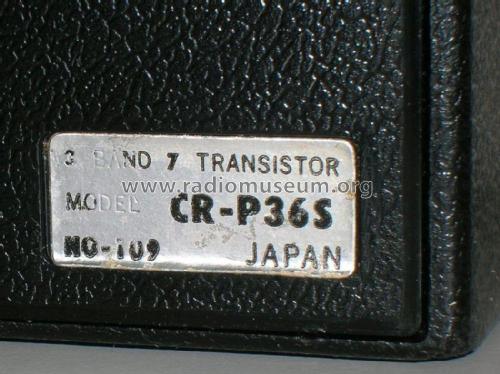 3 BAND 7 TRANSISTOR
www.radiomuseum.org
MODEL CR-P36S
NO-109 JAPAN